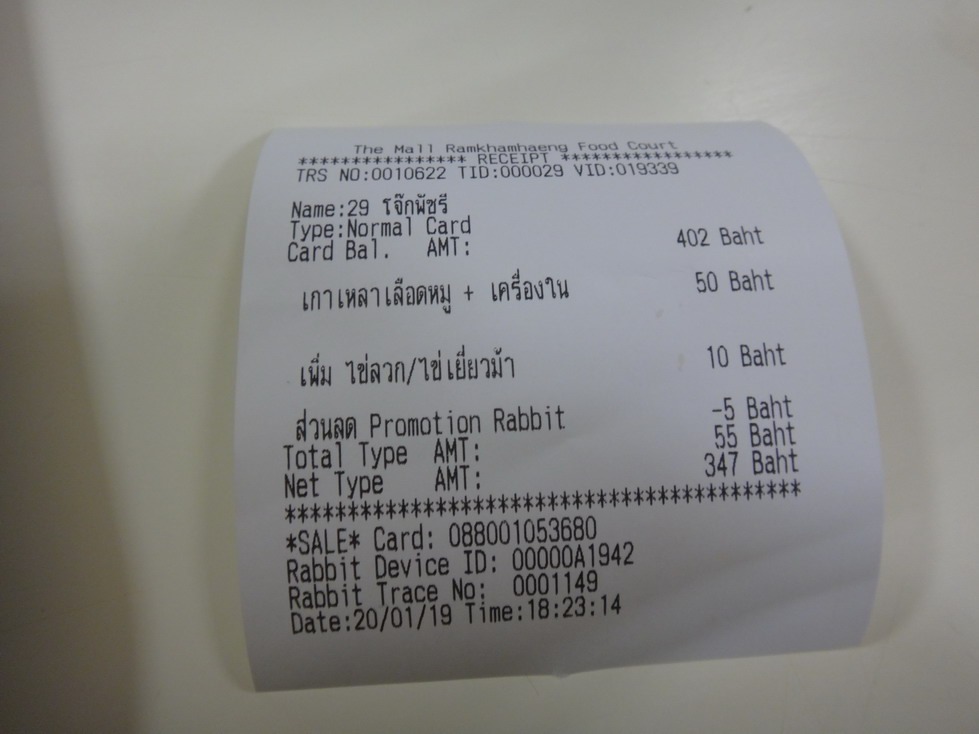 The Mall Ramkhamhaeng Food Court
**************** RECEIPT ****************
TRS NO:0010622 TID:000029 VID:019339
Name:29 โจ๊กพัชรี
Type:Normal Card
Card Bal. AMT: 402 Baht
เกาเหลาเลือดหมู + เครื่องใน 50 Baht
เพิ่ม ไข่ลวก/ไข่เยี่ยวม้า 10 Baht
ส่วนลด Promotion Rabbit -5 Baht
Total Type AMT: 55 Baht
Net Type AMT: 347 Baht
******************************************
*SALE* Card: 088001053680
Rabbit Device ID: 00000A1942
Rabbit Trace No: 0001149
Date:20/01/19 Time:18:23:14